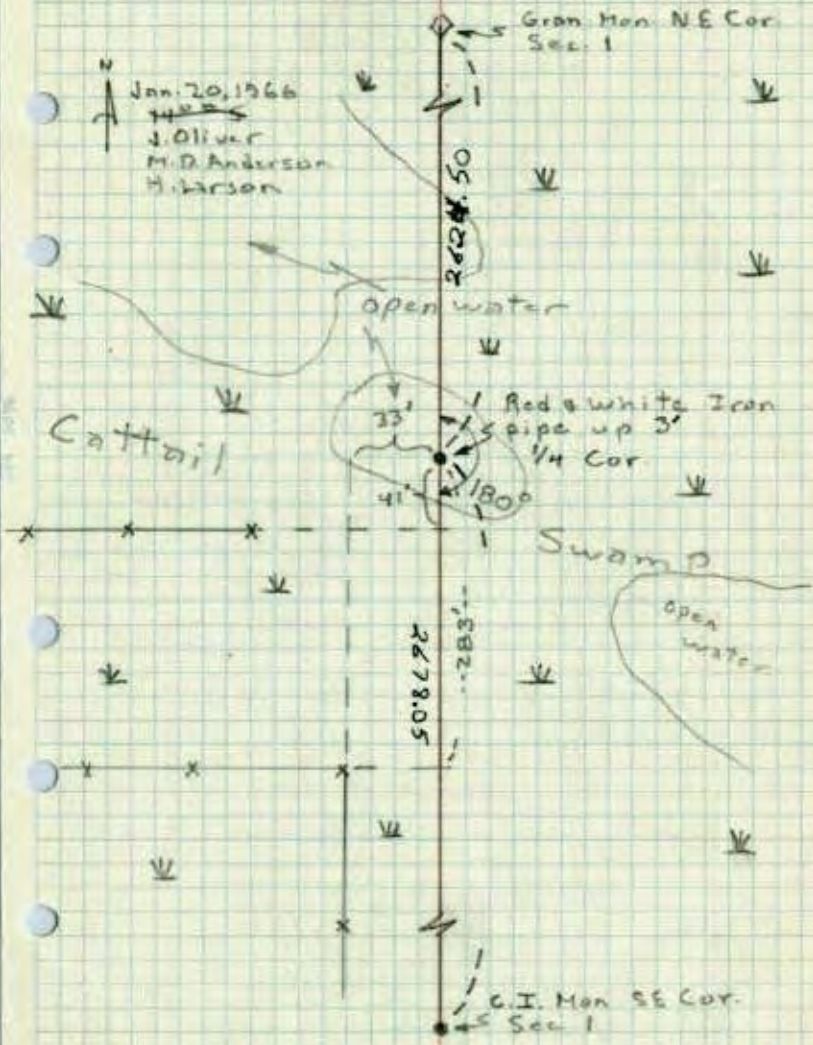 Gran Mon NE Cor.
Sec. 1
N
Jan. 20, 1966
J. Oliver
M. D. Anderson
H. Larson
2624.50
open water
Red & White Iron
pipe up 3'
1/4 Cor.
33'
Cattail
41'
180°
Swamp
open
water
283'
2678.05
C.I. Mon SE Cor.
Sec 1